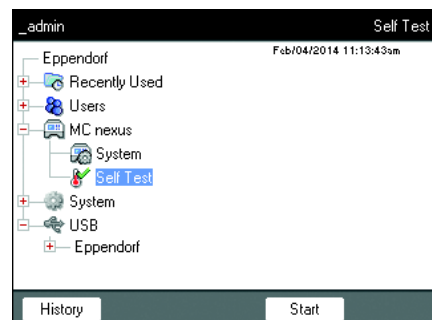 _admin Self Test
Feb/04/2014 11:13:43am
Eppendorf
Recently Used
Users
MC nexus
System
Self Test
System
USB
Eppendorf
History Start